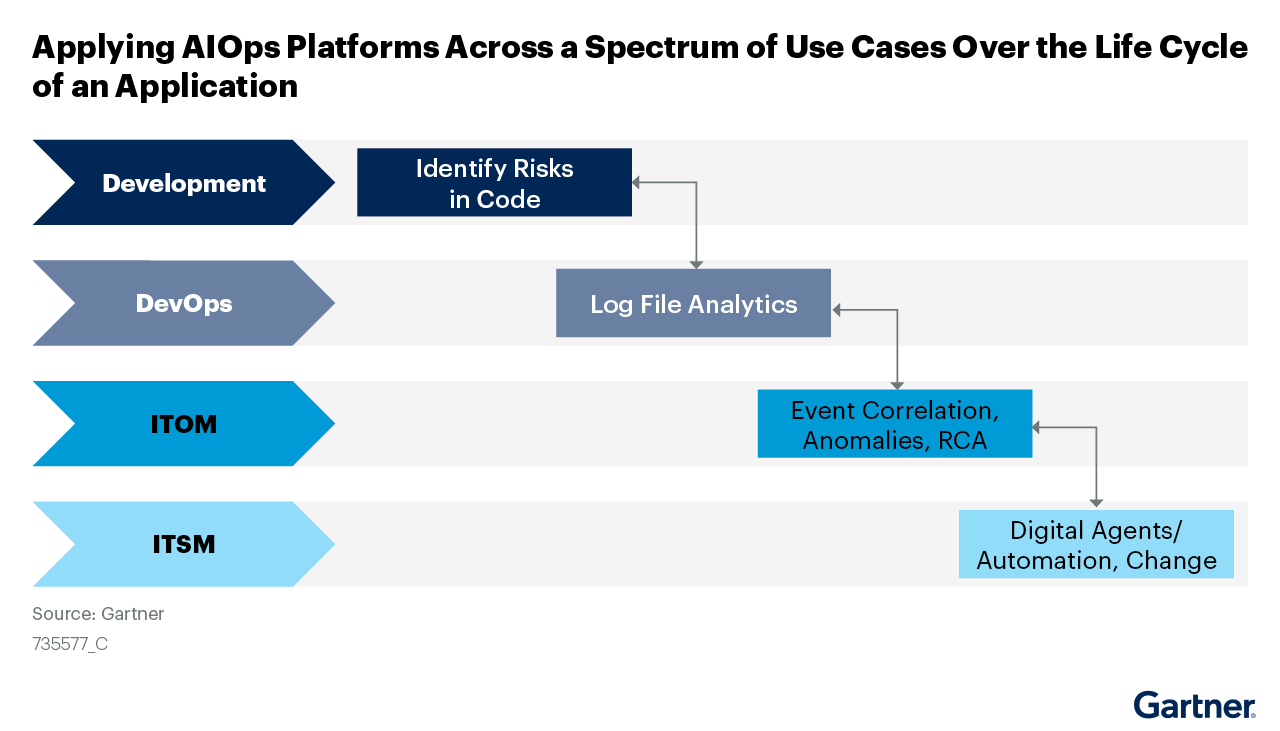 Applying AIOps Platforms Across a Spectrum of Use Cases Over the Life Cycle
of an Application
Development
Identify Risks
in Code
DevOps
Log File Analytics
ITOM
Event Correlation,
Anomalies, RCA
ITSM
Digital Agents/
Automation, Change
Source: Gartner
735577_C
Gartner®